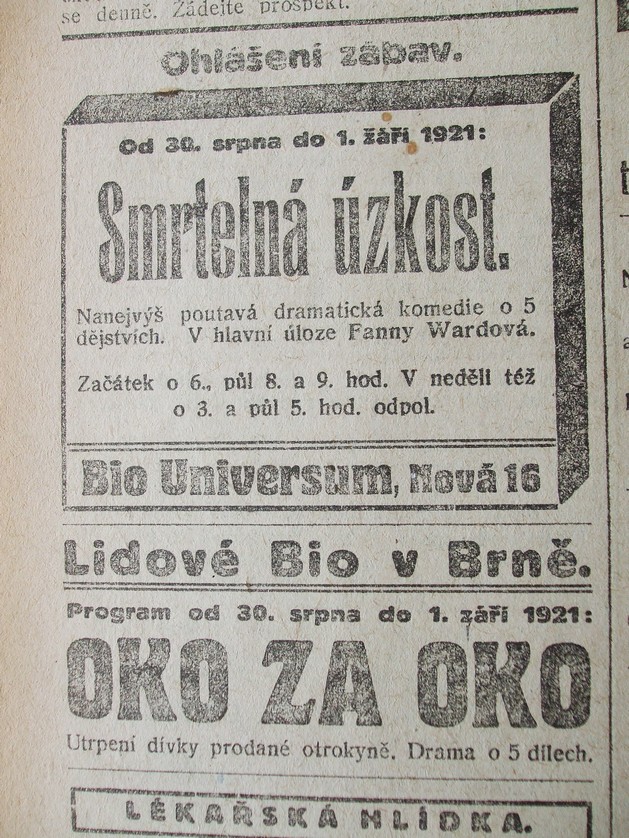 se denně. Žádejte prospekt.
Ohlášení zábav.
Od 30. srpna do 1. září 1921:
Smrtelná úzkost.
Nanejvýš poutavá dramatická komedie o 5
dějstvích. V hlavní úloze Fanny Wardová.
Začátek o 6., půl 8. a 9. hod. V neděli též
o 3. a půl 5. hod. odpol.
Bio Universum, Nová 16
Lidové Bio v Brně.
Program od 30. srpna do 1. září 1921:
OKO ZA OKO
Utrpení dívky prodané otrokyně. Drama o 5 dílech.
LÉKAŘSKÁ HLÍDKA.